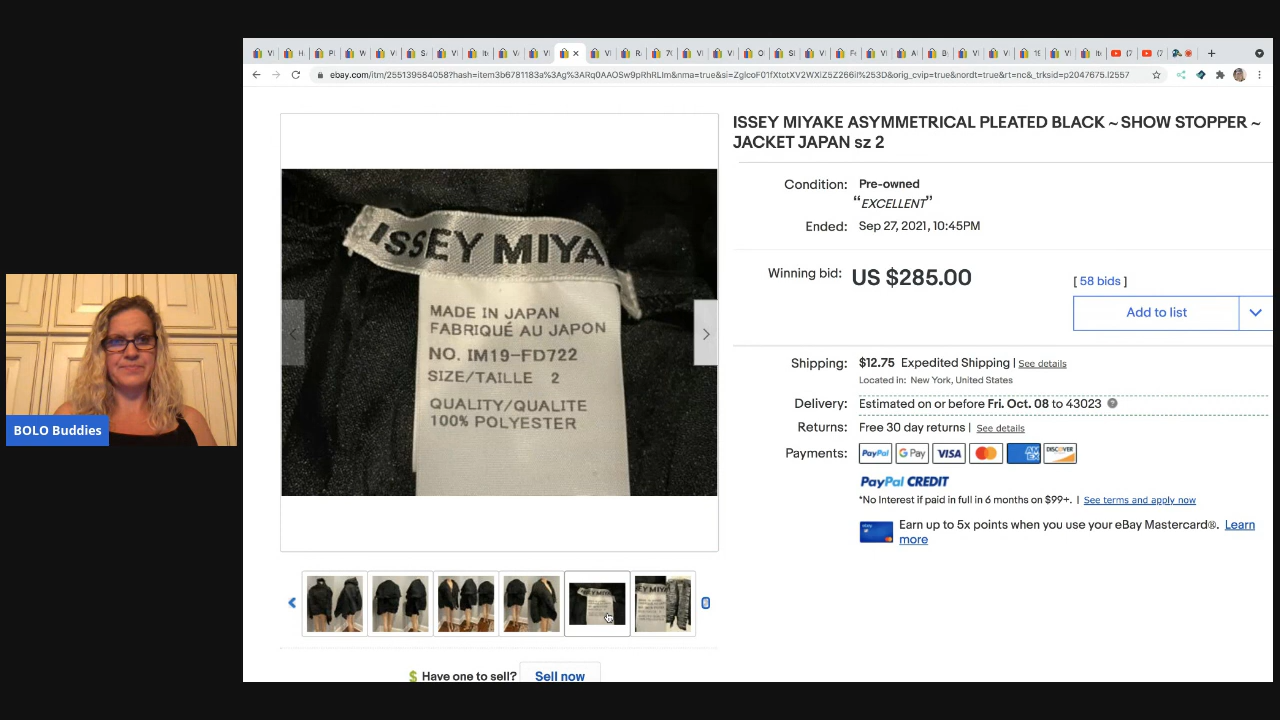 ebay.com/itm/255139584058?hash=item3b6781183a%3Ag%3ARq0AAOSw9pRhRLIm&nma=true&si=ZglcoF01fXtotXV2WXIZ5Z266iI%253D&orig_cvip=true&nordt=true&rt=nc&_trksid=p2047675.l2557
ISSEY MIYAKE ASYMMETRICAL PLEATED BLACK ~ SHOW STOPPER ~
JACKET JAPAN sz 2
Condition: Pre-owned
“EXCELLENT”
Ended: Sep 27, 2021, 10:45PM
Winning bid: US $285.00 [ 58 bids ]
Add to list
Shipping: $12.75 Expedited Shipping | See details
Located in: New York, United States
Delivery: Estimated on or before Fri. Oct. 08 to 43023
Returns: Free 30 day returns | See details
Payments: PayPal G Pay VISA AMEX DISCOVER
PayPal CREDIT
*No Interest if paid in full in 6 months on $99+. | See terms and apply now
Earn up to 5x points when you use your eBay Mastercard®. Learn
more
ISSEY MIYA
MADE IN JAPAN
FABRIQUÉ AU JAPON
NO. IM19-FD722
SIZE/TAILLE 2
QUALITY/QUALITE
100% POLYESTER
$ Have one to sell? Sell now
BOLO Buddies